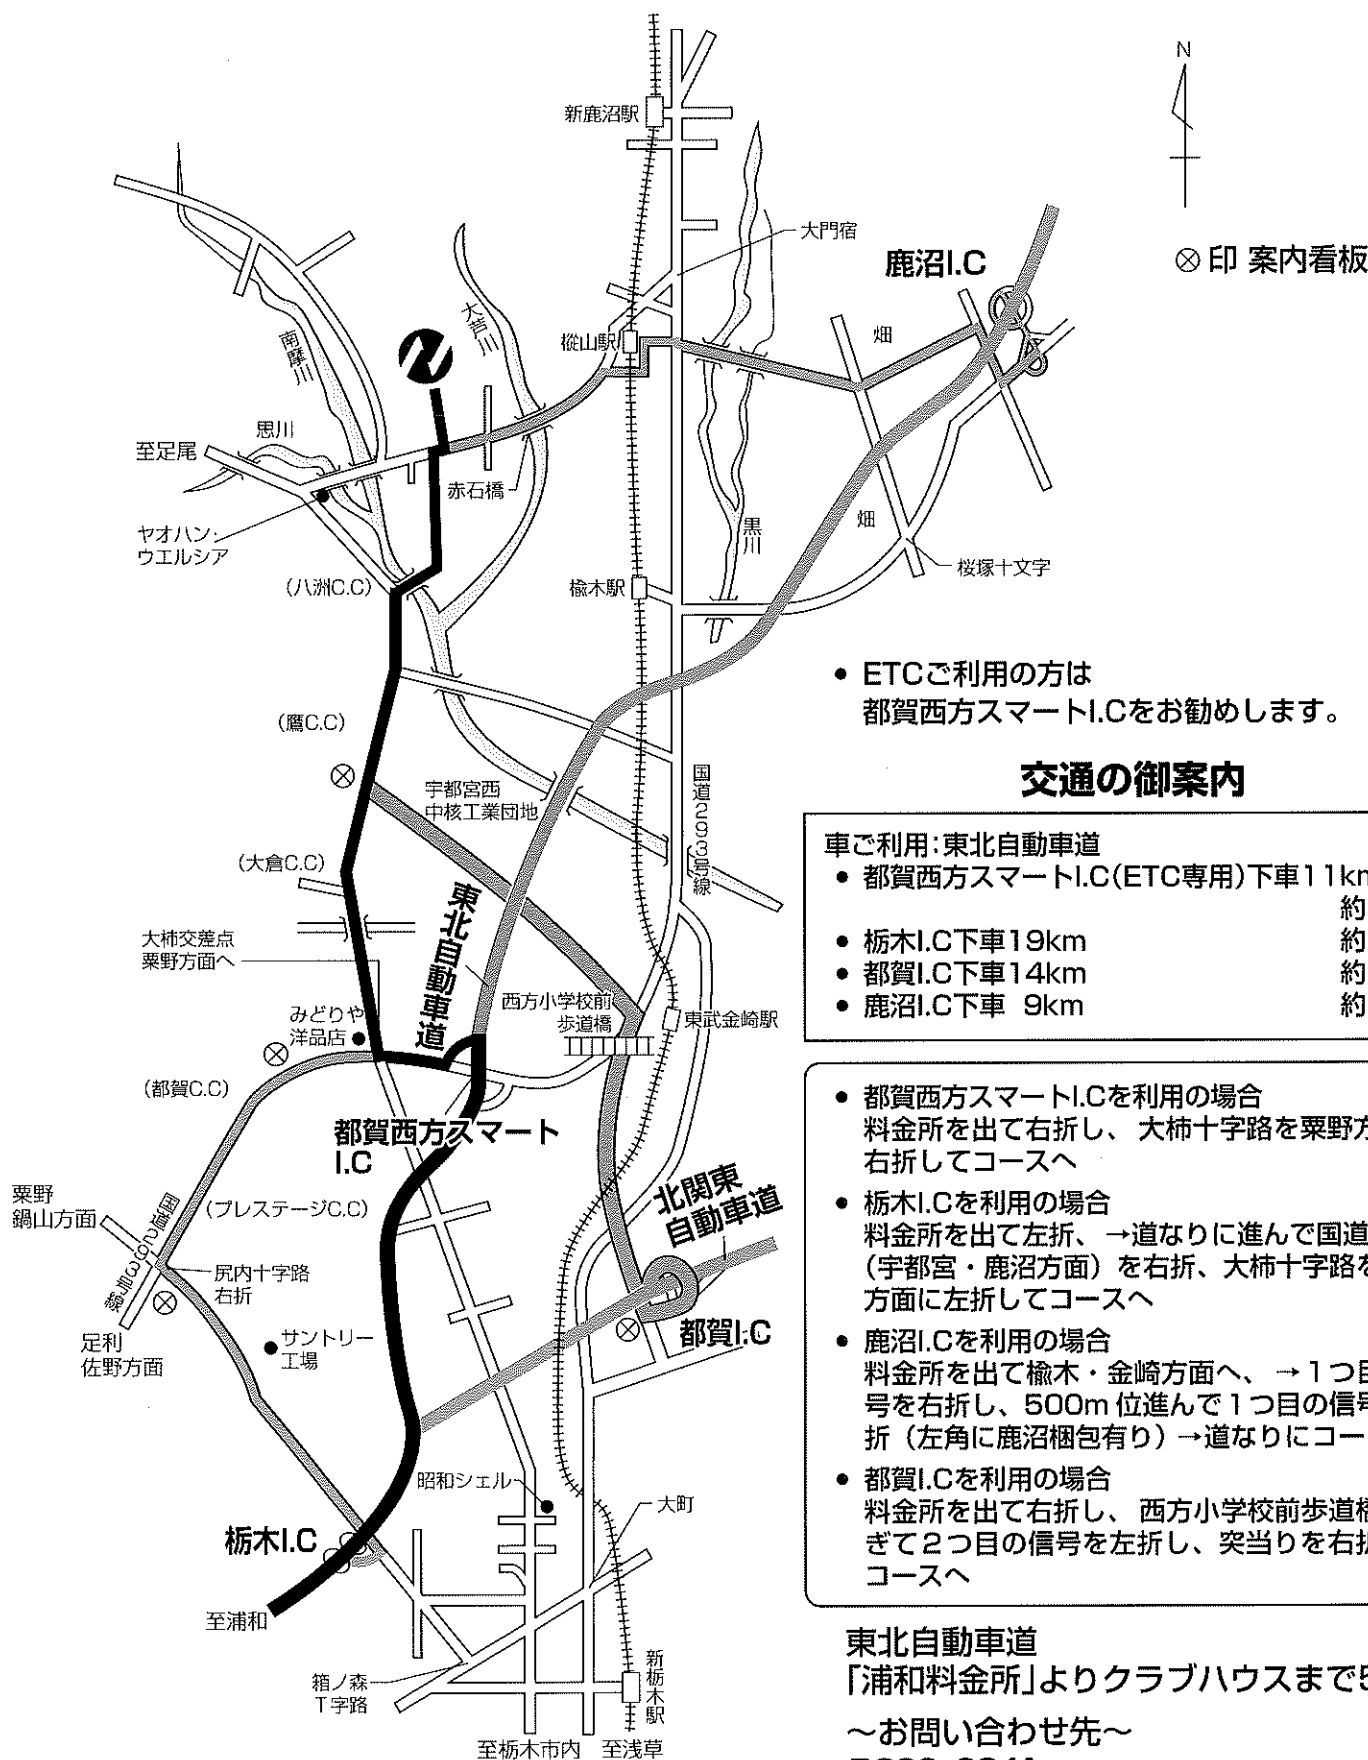 N
新鹿沼駅
大門宿
鹿沼I.C
⊗印 案内看板
大芦川
南摩川
樅山駅
畑
思川
至足尾
赤石橋
ヤオハン・
ウエルシア
黒川
畑
桜塚十文字
(八洲C.C)
楡木駅
• ETCご利用の方は
都賀西方スマートI.Cをお勧めします。
(鷹C.C)
宇都宮西
中核工業団地
国道293号線
交通の御案内
車ご利用:東北自動車道
• 都賀西方スマートI.C(ETC専用)下車11km
約
• 栃木I.C下車19km 約
• 都賀I.C下車14km 約
• 鹿沼I.C下車 9km 約
(大倉C.C)
東北自動車道
大柿交差点
粟野方面へ
西方小学校前
歩道橋
みどりや
洋品店
東武金崎駅
(都賀C.C)
都賀西方スマート
I.C
• 都賀西方スマートI.Cを利用の場合
料金所を出て右折し、大柿十字路を粟野方
右折してコースへ
• 栃木I.Cを利用の場合
料金所を出て左折、→道なりに進んで国道
(宇都宮・鹿沼方面)を右折、大柿十字路を
方面に左折してコースへ
• 鹿沼I.Cを利用の場合
料金所を出て楡木・金崎方面へ、→1つ目
号を右折し、500m位進んで1つ目の信号
折(左角に鹿沼梱包有り)→道なりにコー
• 都賀I.Cを利用の場合
料金所を出て右折し、西方小学校前歩道橋
ぎて2つ目の信号を左折し、突当りを右折
コースへ
粟野
鍋山方面
国道293号線
(プレステージC.C)
北関東
自動車道
尻内十字路
右折
足利
佐野方面
サントリー
工場
都賀I.C
昭和シェル
大町
栃木I.C
至浦和
箱ノ森
T字路
新栃木駅
至栃木市内
至浅草
東北自動車道
「浦和料金所」よりクラブハウスまで5
～お問い合わせ先～